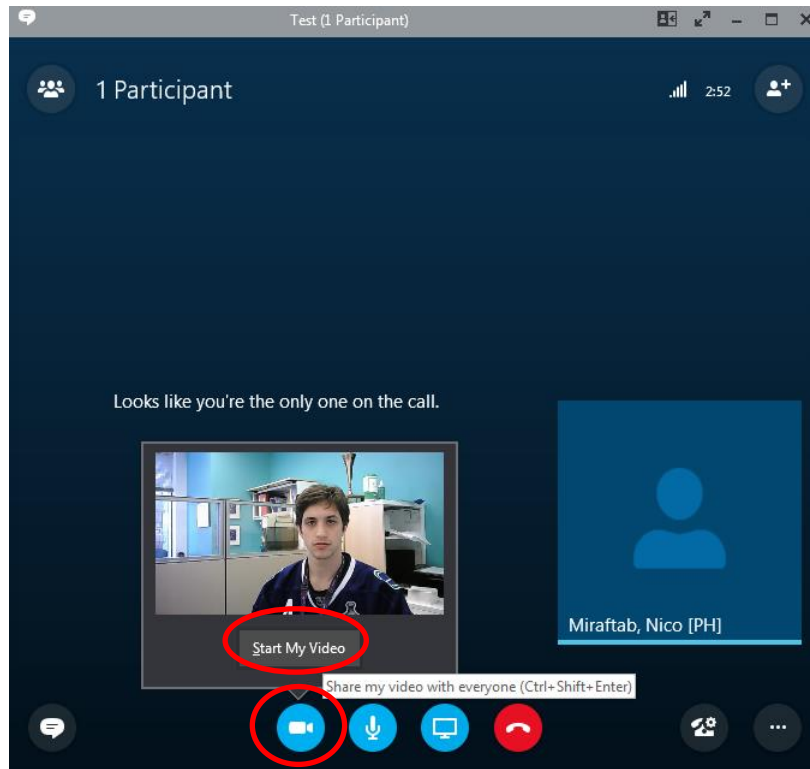 Test (1 Participant)
1 Participant
2:52
Looks like you're the only one on the call.
Miraftab, Nico [PH]
Start My Video
Share my video with everyone (Ctrl+Shift+Enter)